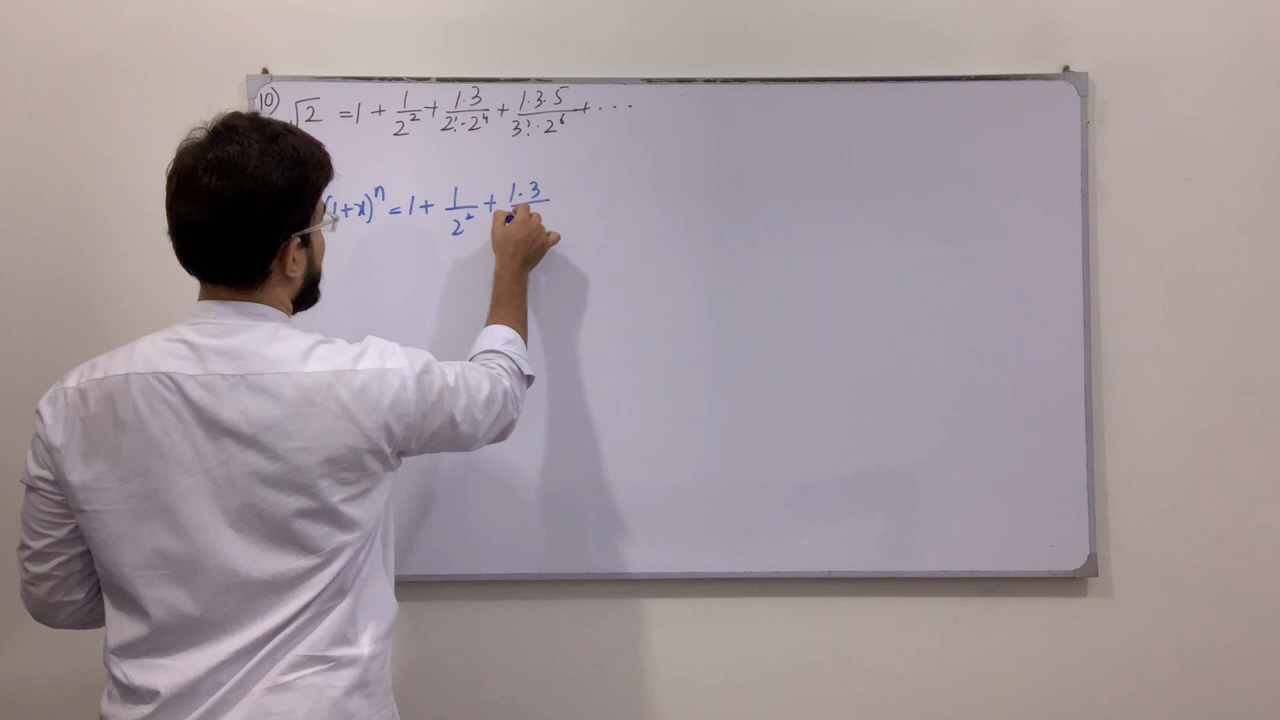 10) √2 = 1 + 1/2² + 1·3/2!·2⁴ + 1·3·5/3!·2⁶ + ...
(1+x)ⁿ = 1 + 1/2² + 1·3